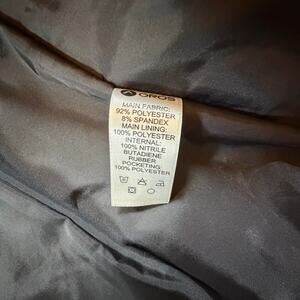 OROS
MAIN FABRIC:
92% POLYESTER
8% SPANDEX
MAIN LINING:
100% POLYESTER
INTERNAL:
100% NITRILE
BUTADIENE
RUBBER
POCKETING:
100% POLYESTER